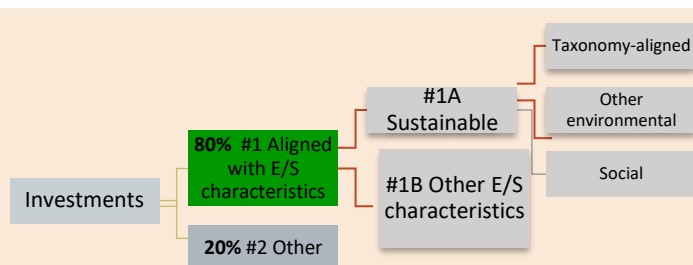 Investments
80% #1 Aligned
with E/S
characteristics
20% #2 Other
#1A
Sustainable
#1B Other E/S
characteristics
Taxonomy-aligned
Other
environmental
Social